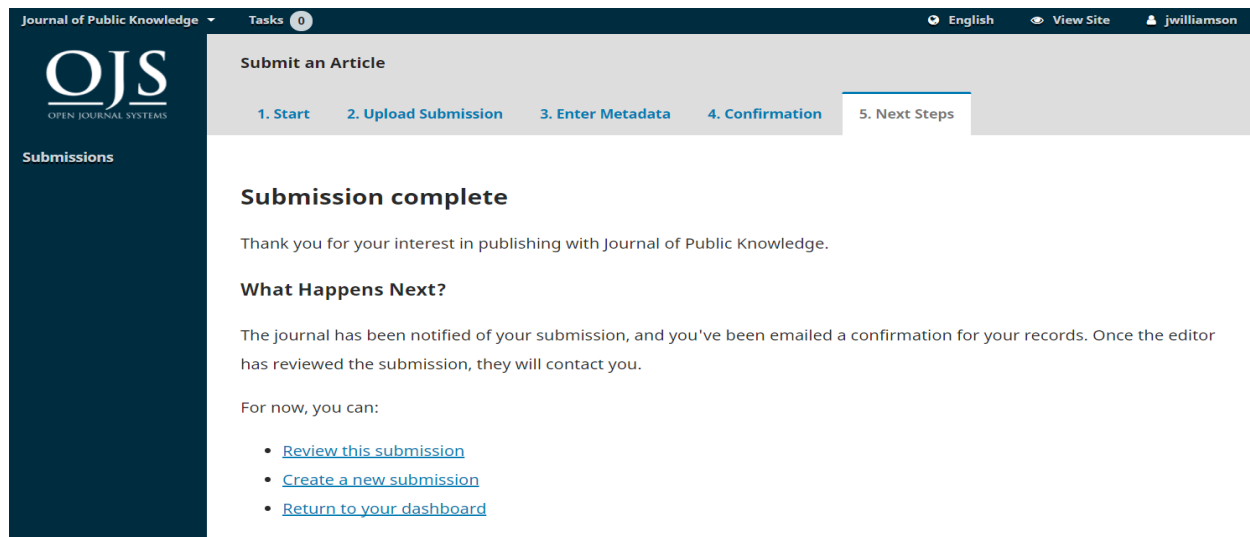 Journal of Public Knowledge Tasks 0 English View Site jwilliamson
OJS
OPEN JOURNAL SYSTEMS
Submissions
Submit an Article
1. Start 2. Upload Submission 3. Enter Metadata 4. Confirmation 5. Next Steps
Submission complete
Thank you for your interest in publishing with Journal of Public Knowledge.
What Happens Next?
The journal has been notified of your submission, and you've been emailed a confirmation for your records. Once the editor
has reviewed the submission, they will contact you.
For now, you can:
Review this submission
Create a new submission
Return to your dashboard